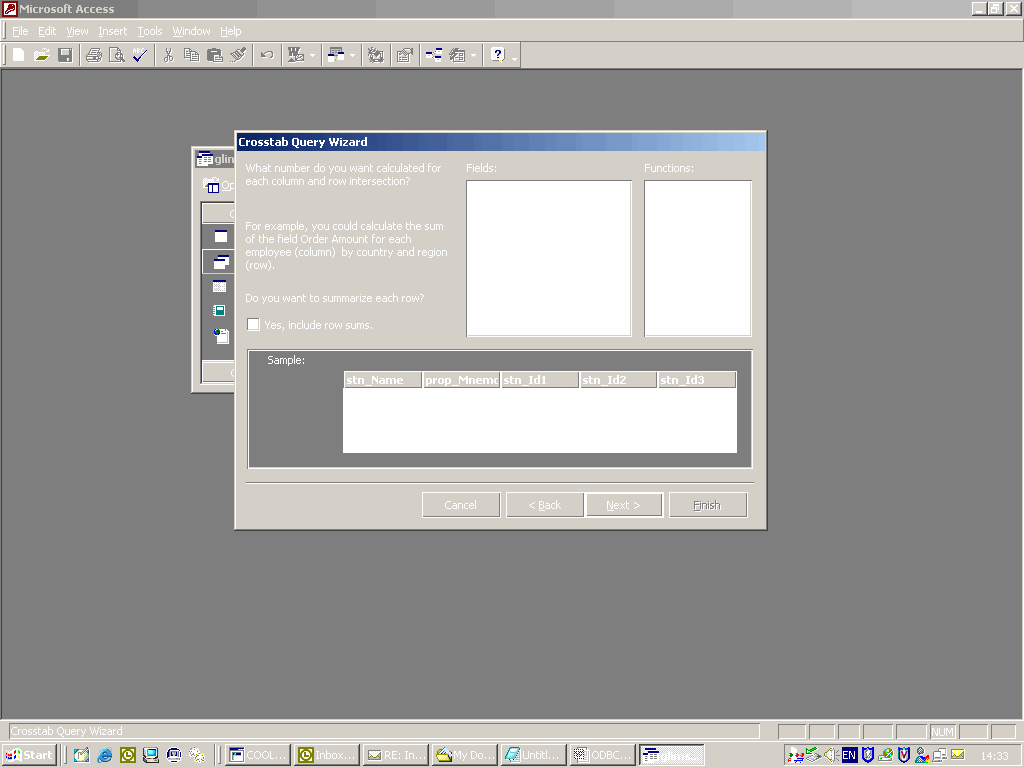 Microsoft Access
File Edit View Insert Tools Window Help
glim
Op
Crosstab Query Wizard
What number do you want calculated for
each column and row intersection?
For example, you could calculate the sum
of the field Order Amount for each
employee (column) by country and region
(row).
Do you want to summarize each row?
Yes, include row sums.
Fields:
Functions:
Sample:
stn_Name prop_Mnemo stn_Id1 stn_Id2 stn_Id3
Cancel < Back Next > Finish
Crosstab Query Wizard
NUM
Start COOL... Inbox... RE: In... My Do... Untitl... ODBC... glims... EN 14:33